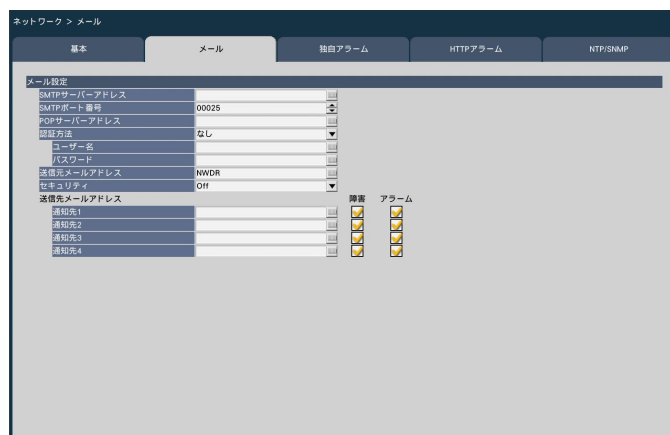 ネットワーク > メール
基本 メール 独自アラーム HTTPアラーム NTP/SNMP
メール設定
SMTPサーバーアドレス
SMTPポート番号 00025
POPサーバーアドレス
認証方法 なし
ユーザー名
パスワード
送信元メールアドレス NWDR
セキュリティ Off
送信先メールアドレス 障害 アラーム
通知先1
通知先2
通知先3
通知先4